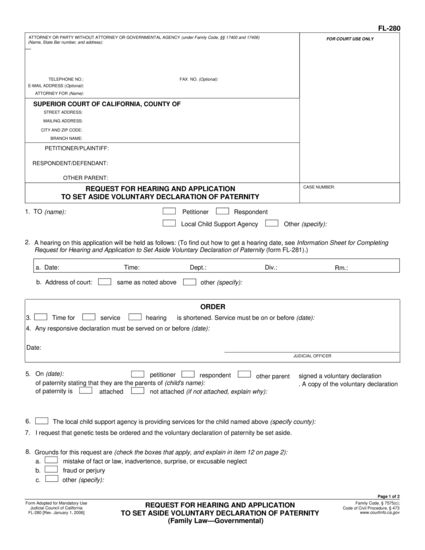 FL-280
ATTORNEY OR PARTY WITHOUT ATTORNEY OR GOVERNMENTAL AGENCY (under Family Code, §§ 17400 and 17406)
(Name, State Bar number, and address):
FOR COURT USE ONLY
TELEPHONE NO.: FAX NO. (Optional):
E-MAIL ADDRESS (Optional):
ATTORNEY FOR (Name):
SUPERIOR COURT OF CALIFORNIA, COUNTY OF
STREET ADDRESS:
MAILING ADDRESS:
CITY AND ZIP CODE:
BRANCH NAME:
PETITIONER/PLAINTIFF:
RESPONDENT/DEFENDANT:
OTHER PARENT:
REQUEST FOR HEARING AND APPLICATION
TO SET ASIDE VOLUNTARY DECLARATION OF PATERNITY
CASE NUMBER:
1. TO (name): Petitioner Respondent
Local Child Support Agency Other (specify):
2. A hearing on this application will be held as follows: (To find out how to get a hearing date, see Information Sheet for Completing
Request for Hearing and Application to Set Aside Voluntary Declaration of Paternity (form FL-281).)
a. Date: Time: Dept.: Div.: Rm.:
b. Address of court: same as noted above other (specify):
ORDER
3. Time for service hearing is shortened. Service must be on or before (date):
4. Any responsive declaration must be served on or before (date):
Date:
JUDICIAL OFFICER
5. On (date): petitioner respondent other parent signed a voluntary declaration
of paternity stating that they are the parents of (child's name): . A copy of the voluntary declaration
of paternity is attached not attached (if not attached, explain why):
6. The local child support agency is providing services for the child named above (specify county):
7. I request that genetic tests be ordered and the voluntary declaration of paternity be set aside.
8. Grounds for this request are (check the boxes that apply, and explain in item 12 on page 2):
a. mistake of fact or law, inadvertence, surprise, or excusable neglect
b. fraud or perjury
c. other (specify):
Page 1 of 2
Form Adopted for Mandatory Use
Judicial Council of California
FL-280 [Rev. January 1, 2006]
REQUEST FOR HEARING AND APPLICATION
TO SET ASIDE VOLUNTARY DECLARATION OF PATERNITY
(Family Law—Governmental)
Family Code, § 7575(c);
Code of Civil Procedure, § 473
www.courtinfo.ca.gov